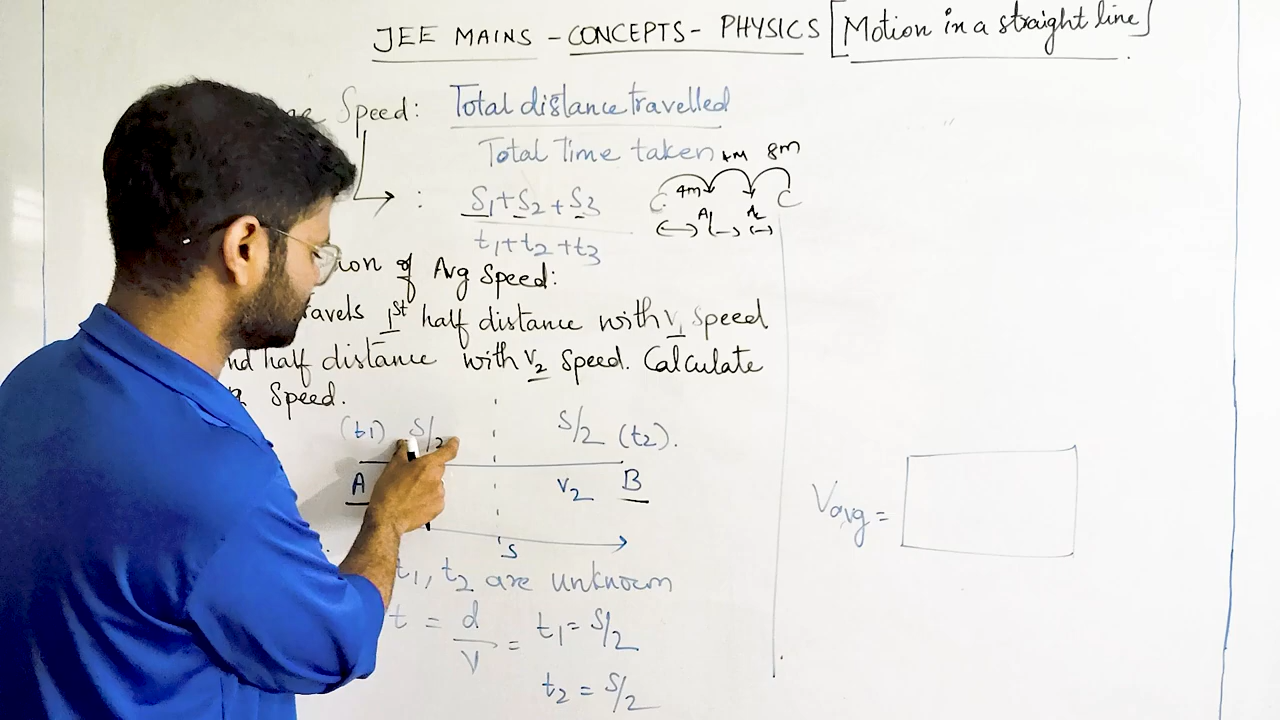 JEE MAINS - CONCEPTS - PHYSICS [Motion in a straight line]
Speed: Total distance travelled
Total Time taken
4m 8m
: S1+S2+S3
4m
t1+t2+t3
of Avg Speed:
1st half distance with v1 speed
half distance with v2 speed. Calculate
Speed.
(t1) S/2 S/2 (t2).
A v2 B
S
t1, t2 are unknown
t = d/v = t1 = S/2
t2 = S/2
Vavg =